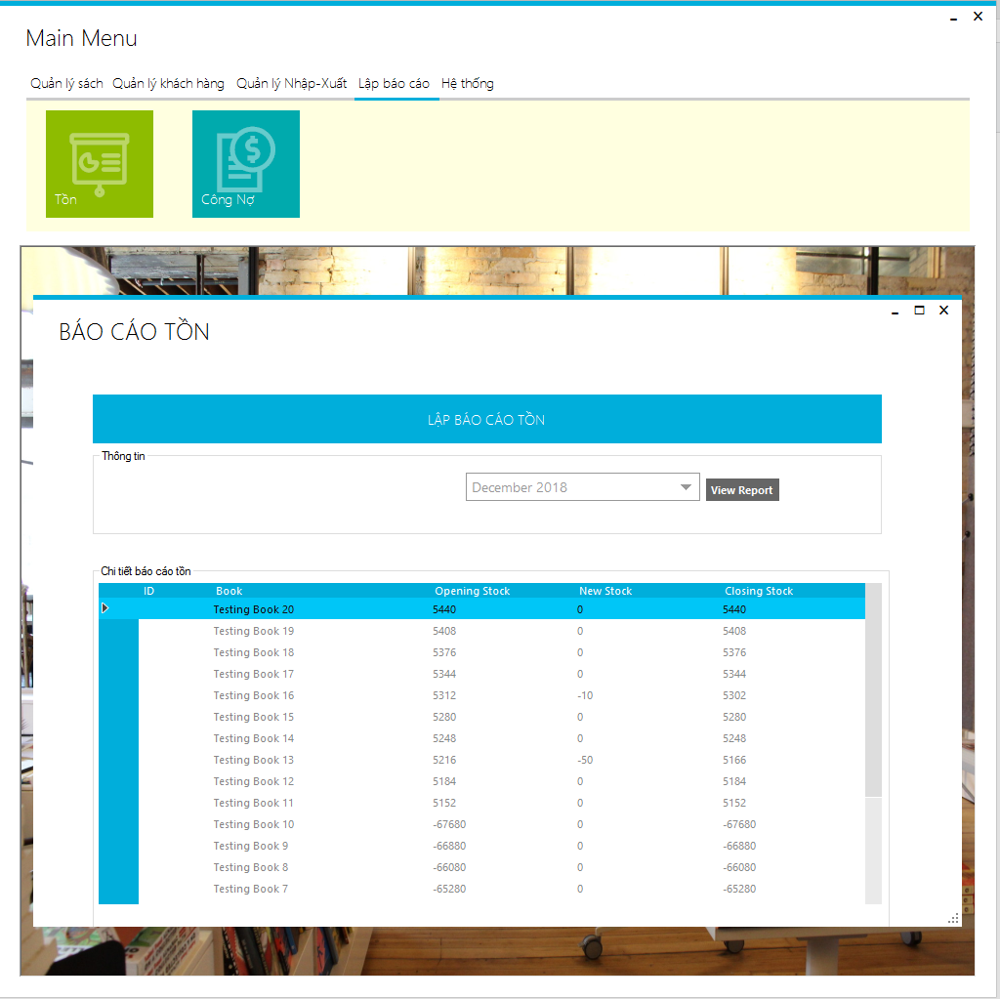 Main Menu
Quản lý sách Quản lý khách hàng Quản lý Nhập-Xuất Lập báo cáo Hệ thống
Tồn Công Nợ
BÁO CÁO TỒN
LẬP BÁO CÁO TỒN
Thông tin
December 2018 View Report
Chi tiết báo cáo tồn
ID Book Opening Stock New Stock Closing Stock
Testing Book 20 5440 0 5440
Testing Book 19 5408 0 5408
Testing Book 18 5376 0 5376
Testing Book 17 5344 0 5344
Testing Book 16 5312 -10 5302
Testing Book 15 5280 0 5280
Testing Book 14 5248 0 5248
Testing Book 13 5216 -50 5166
Testing Book 12 5184 0 5184
Testing Book 11 5152 0 5152
Testing Book 10 -67680 0 -67680
Testing Book 9 -66880 0 -66880
Testing Book 8 -66080 0 -66080
Testing Book 7 -65280 0 -65280